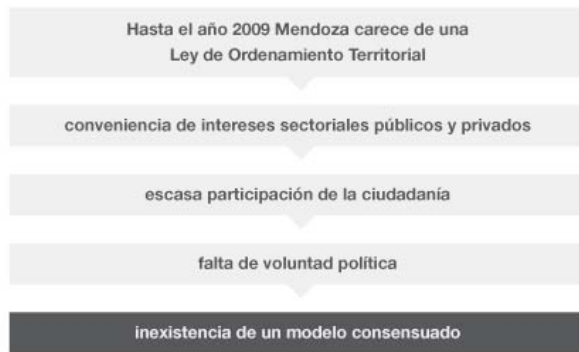 Hasta el año 2009 Mendoza carece de una
Ley de Ordenamiento Territorial
conveniencia de intereses sectoriales públicos y privados
escasa participación de la ciudadanía
falta de voluntad política
inexistencia de un modelo consensuado